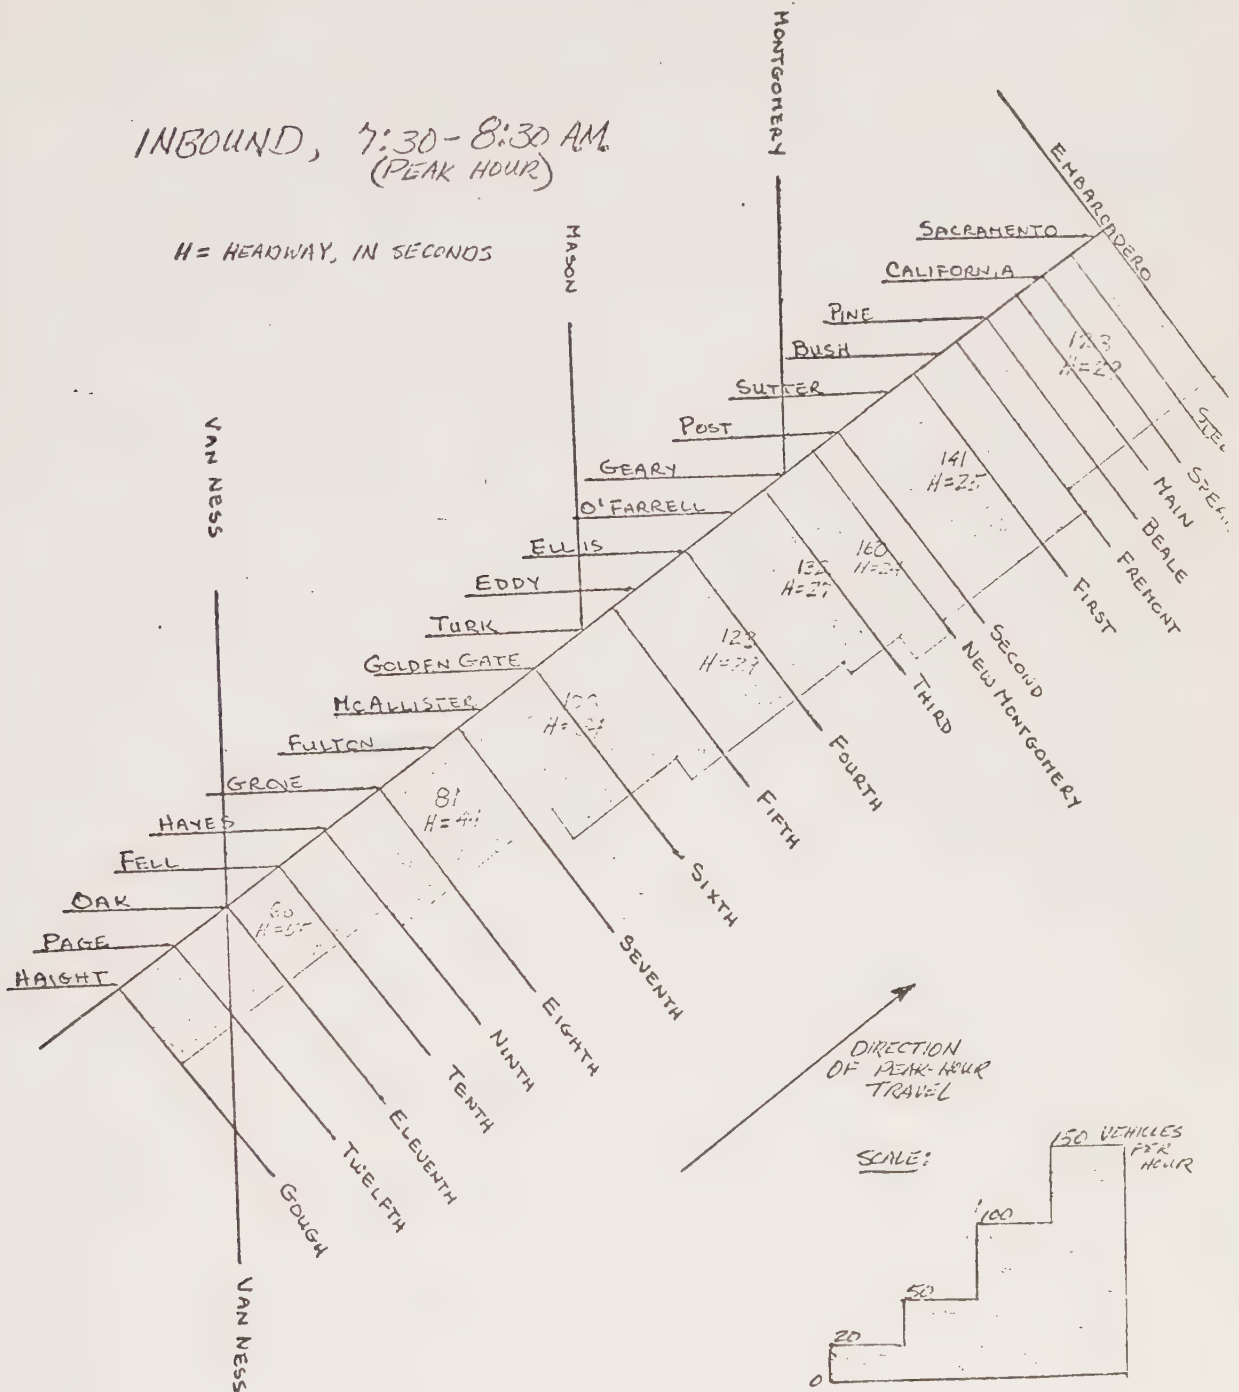 INBOUND, 7:30-8:30 AM.
(PEAK HOUR)
H = HEADWAY, IN SECONDS
MONTGOMERY
MASON
VAN NESS
EMBARCADERO
SACRAMENTO
CALIFORNIA
PINE
BUSH
SUTTER
POST
GEARY
O'FARRELL
ELLIS
EDDY
TURK
GOLDEN GATE
MCALLISTER
FULTON
GROVE
HAYES
FELL
OAK
PAGE
HAIGHT
123
H=29
141
H=25
160
132
H=27
123
H=29
81
H=44
60
MAIN
BEALE
FREMONT
FIRST
SECOND
NEW MONTGOMERY
THIRD
FOURTH
FIFTH
SIXTH
SEVENTH
EIGHTH
NINTH
TENTH
ELEVENTH
TWELFTH
GOUGH
VAN NESS
DIRECTION
OF PEAK-HOUR
TRAVEL
SCALE:
150 VEHICLES
PER
HOUR
100
50
20
0